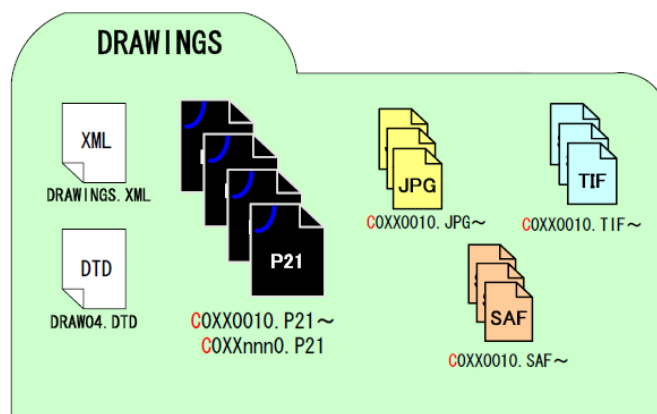 DRAWINGS
XML
DRAWINGS.XML
DTD
DRAW04.DTD
P21
C0XX0010.P21～
C0XXnnn0.P21
JPG
C0XX0010.JPG～
TIF
C0XX0010.TIF～
SAF
C0XX0010.SAF～